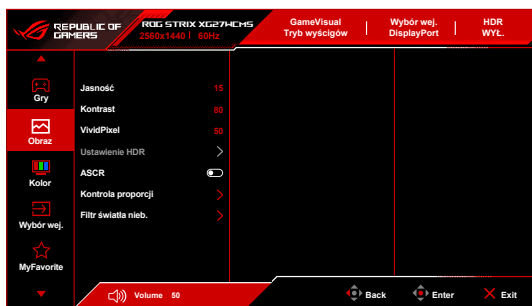 REPUBLIC OF
GAMERS
ROG STRIX XG27HCMS
2560x1440 | 60Hz
GameVisual
Tryb wyścigów
Wybór wej.
DisplayPort
HDR
WYŁ.
Gry
Obraz
Kolor
Wybór wej.
MyFavorite
Jasność 15
Kontrast 80
VividPixel 50
Ustawienie HDR
ASCR
Kontrola proporcji
Filtr światła nieb.
Volume 50
Back
Enter
Exit